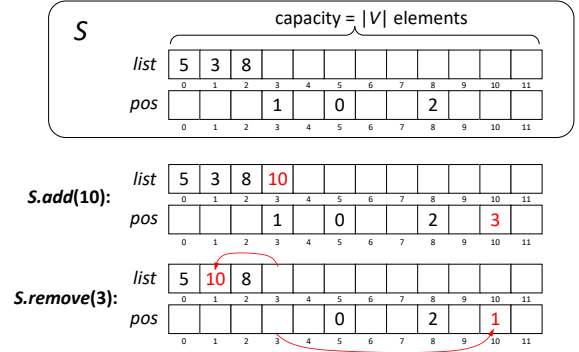 S
capacity = |V| elements
list 5 3 8
0 1 2 3 4 5 6 7 8 9 10 11
pos 1 0 2
0 1 2 3 4 5 6 7 8 9 10 11
S.add(10):
list 5 3 8 10
0 1 2 3 4 5 6 7 8 9 10 11
pos 1 0 2 3
0 1 2 3 4 5 6 7 8 9 10 11
S.remove(3):
list 5 10 8
0 1 2 3 4 5 6 7 8 9 10 11
pos 0 2 1
0 1 2 3 4 5 6 7 8 9 10 11